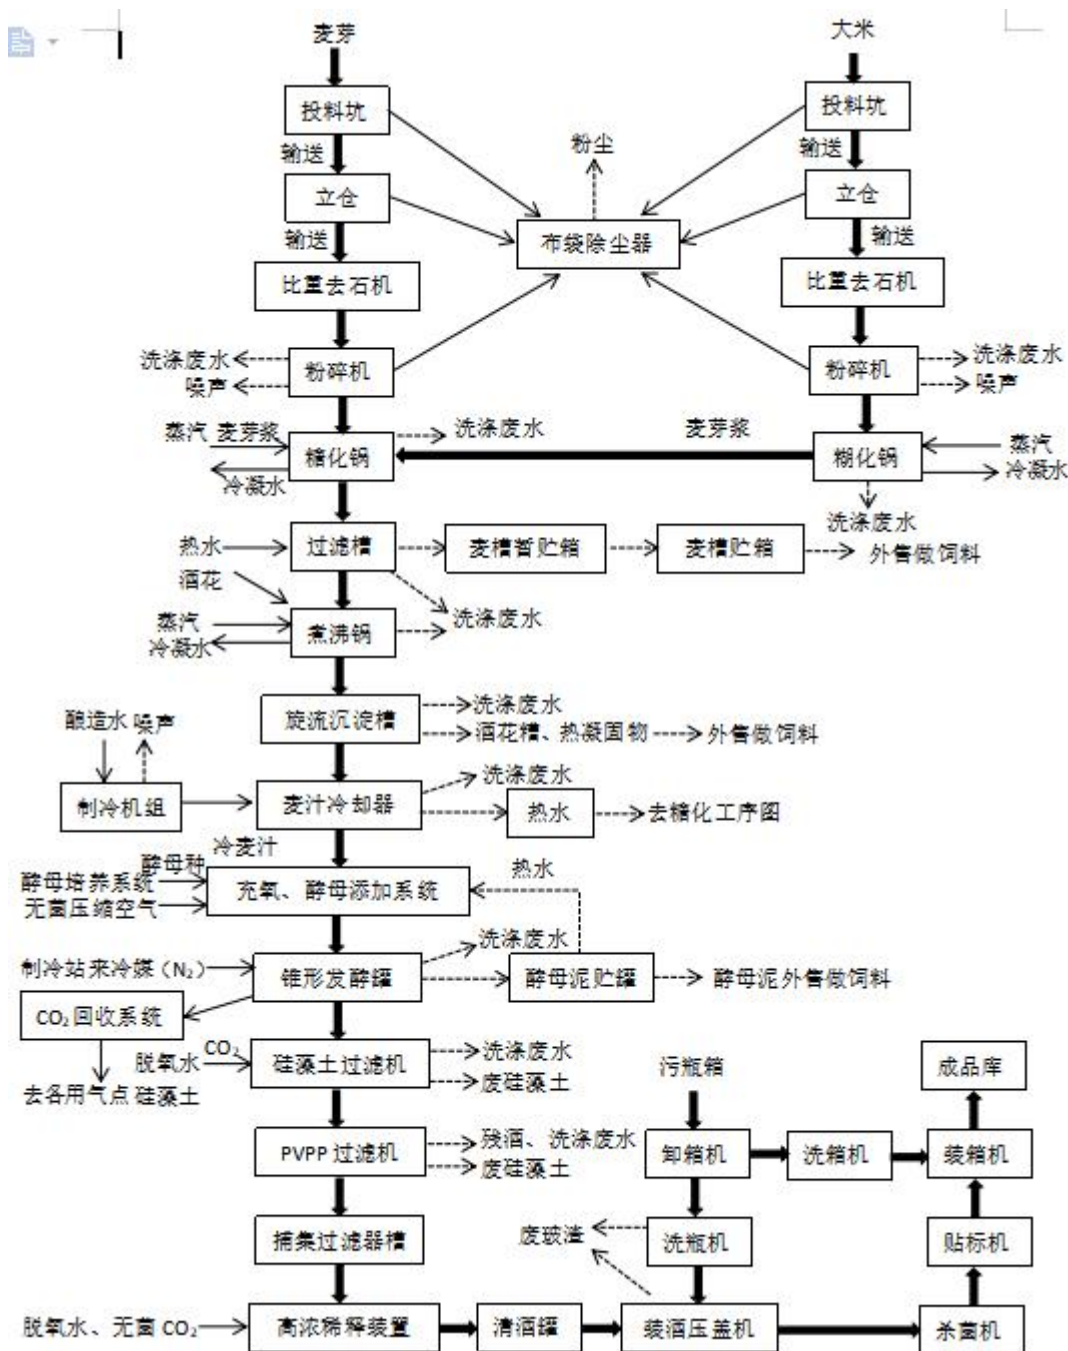 麦芽
大米
投料坑
投料坑
输送
粉尘
输送
立仓
立仓
布袋除尘器
输送
输送
比重去石机
比重去石机
洗涤废水
粉碎机
噪声
粉碎机
洗涤废水
噪声
蒸汽 麦芽浆
洗涤废水
麦芽浆
蒸汽
糖化锅
糊化锅
冷凝水
冷凝水
洗涤废水
热水
过滤槽
麦槽暂贮箱
麦槽贮箱
外售做饲料
酒花
洗涤废水
蒸汽
煮沸锅
冷凝水
洗涤废水
旋流沉淀槽
酒花糟、热凝固物
外售做饲料
酿造水
噪声
洗涤废水
制冷机组
麦汁冷却器
热水
去糖化工序图
冷麦汁
酵母种
热水
酵母培养系统
充氧、酵母添加系统
无菌压缩空气
洗涤废水
制冷站来冷媒（N₂）
锥形发酵罐
酵母泥贮罐
酵母泥外售做饲料
CO₂回收系统
CO₂
脱氧水
硅藻土过滤机
洗涤废水
废硅藻土
去各用气点
硅藻土
污瓶箱
成品库
PVPP过滤机
残酒、洗涤废水
废硅藻土
卸箱机
洗箱机
装箱机
捕集过滤器槽
废玻渣
洗瓶机
贴标机
脱氧水、无菌CO₂
高浓稀释装置
清酒罐
装酒压盖机
杀菌机